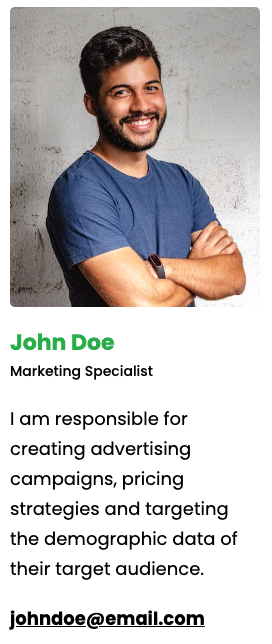 John Doe
Marketing Specialist
I am responsible for
creating advertising
campaigns, pricing
strategies and targeting
the demographic data of
their target audience.
johndoe@email.com